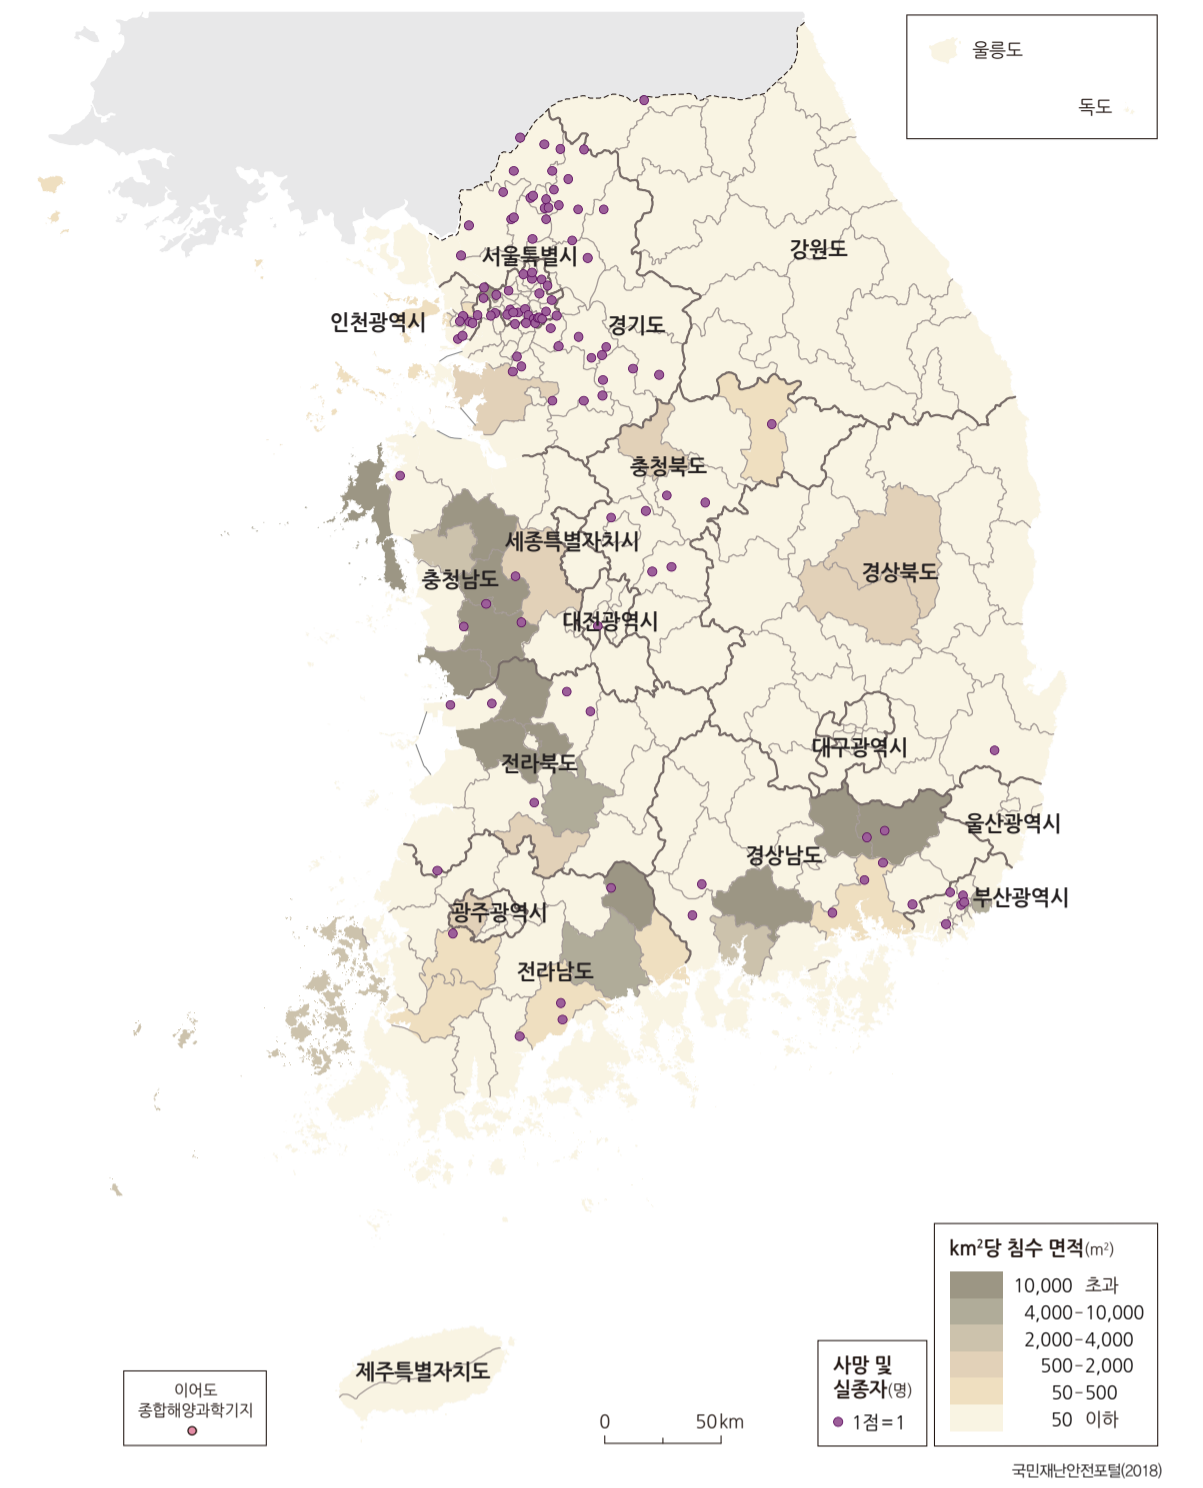 울릉도
독도
서울특별시
강원도
인천광역시
경기도
충청북도
세종특별자치시
충청남도
경상북도
대전광역시
대구광역시
전라북도
울산광역시
경상남도
부산광역시
광주광역시
전라남도
제주특별자치도
이어도
종합해양과학기지
0 50km
사망 및
실종자(명)
1점=1
km²당 침수 면적(m²)
10,000 초과
4,000-10,000
2,000-4,000
500-2,000
50-500
50 이하
국민재난안전포털(2018)